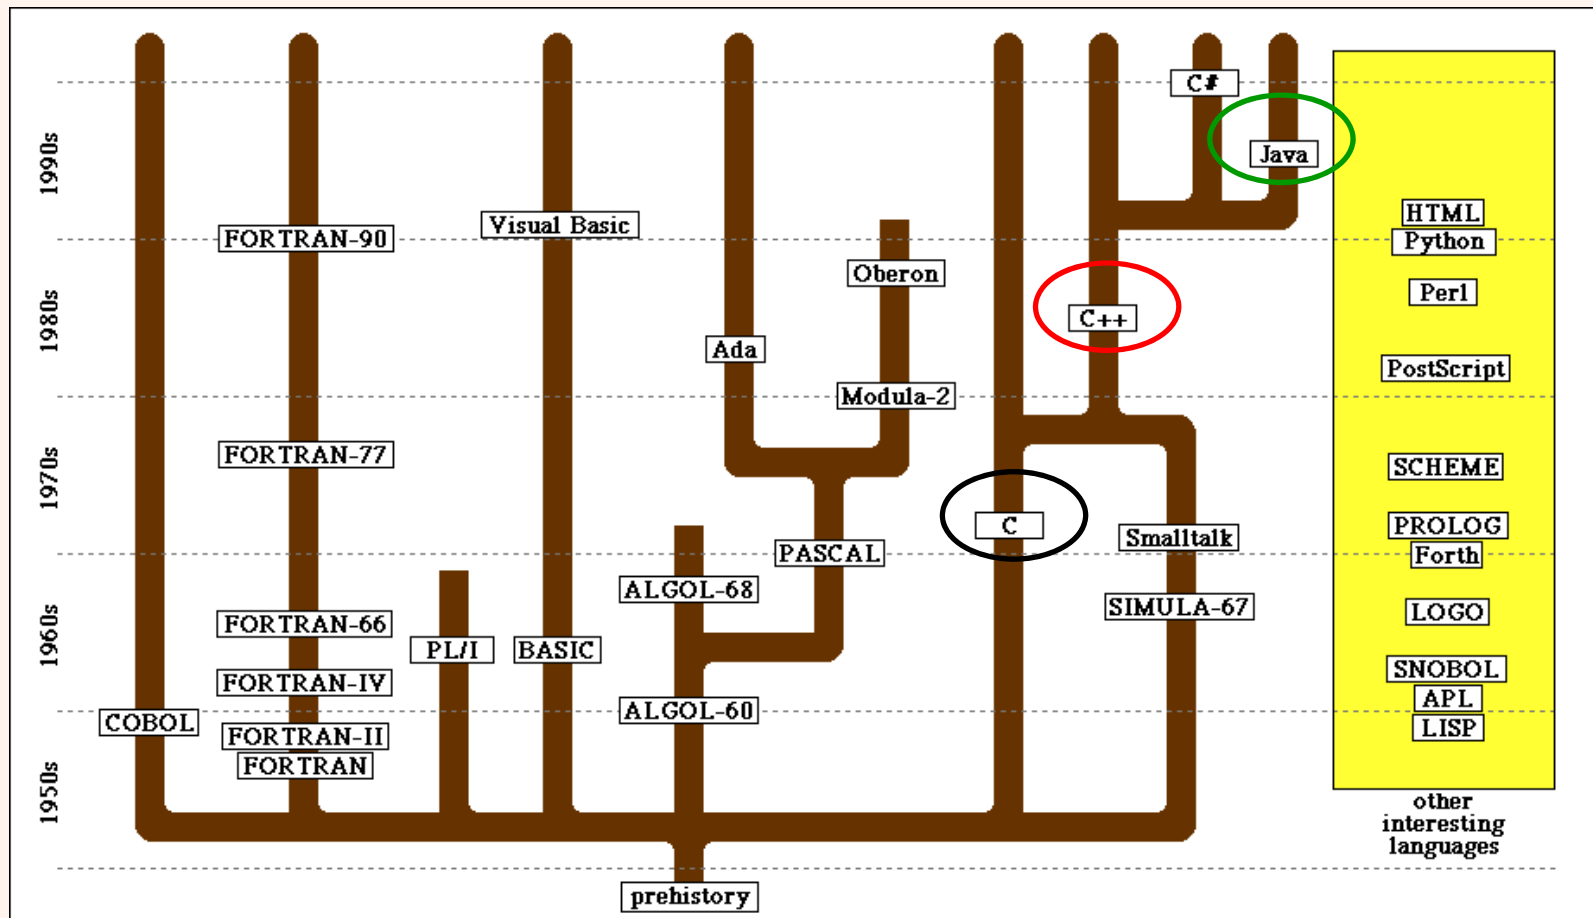 C#
1990s
Java
HTML
Visual Basic
FORTRAN-90
Python
Oberon
Perl
1980s
C++
Ada
PostScript
Modula-2
FORTRAN-77
SCHEME
1970s
C
PROLOG
Smalltalk
PASCAL
Forth
ALGOL-68
SIMULA-67
LOGO
1960s
FORTRAN-66
PL/I
BASIC
SNOBOL
FORTRAN-IV
APL
ALGOL-60
COBOL
LISP
FORTRAN-II
FORTRAN
1950s
other
interesting
languages
prehistory